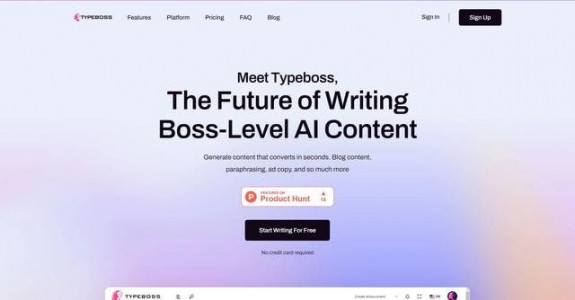 TYPEBOSS
Features
Platform
Pricing
FAQ
Blog
Sign In
Sign Up
Meet Typeboss,
The Future of Writing
Boss-Level AI Content
Generate content that converts in seconds. Blog content,
paraphrasing, ad copy, and so much more
FEATURED ON
Product Hunt
Start Writing For Free
No credit card required
TYPEBOSS